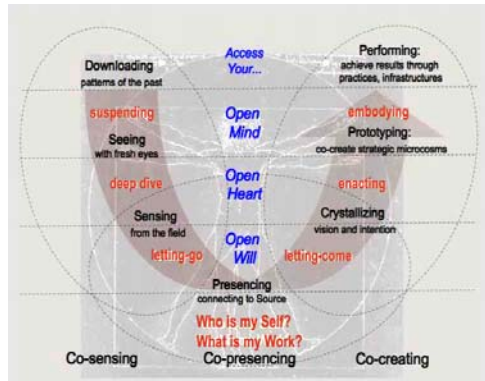 Downloading
patterns of the past
suspending
Seeing
with fresh eyes
deep dive
Sensing
from the field
letting-go
Access
Your...
Open
Mind
Open
Heart
Open
Will
Presencing
connecting to Source
Who is my Self?
What is my Work?
Performing:
achieve results through
practices, infrastructures
embodying
Prototyping:
co-create strategic microcosms
enacting
Crystallizing
vision and intention
letting-come
Co-sensing
Co-presencing
Co-creating